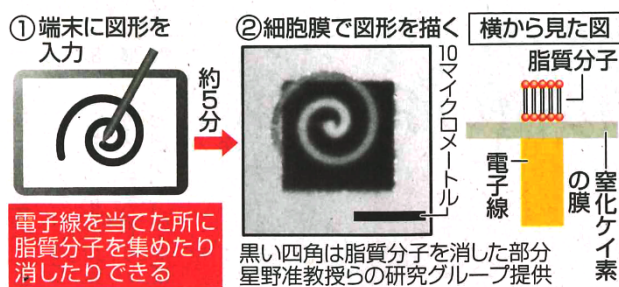 ①端末に図形を
入力
約5分
電子線を当てた所に
脂質分子を集めたり
消したりできる
②細胞膜で図形を描く
10マイクロメートル
黒い四角は脂質分子を消した部分
星野准教授らの研究グループ提供
横から見た図
脂質分子
電子線
窒化ケイ素
の膜